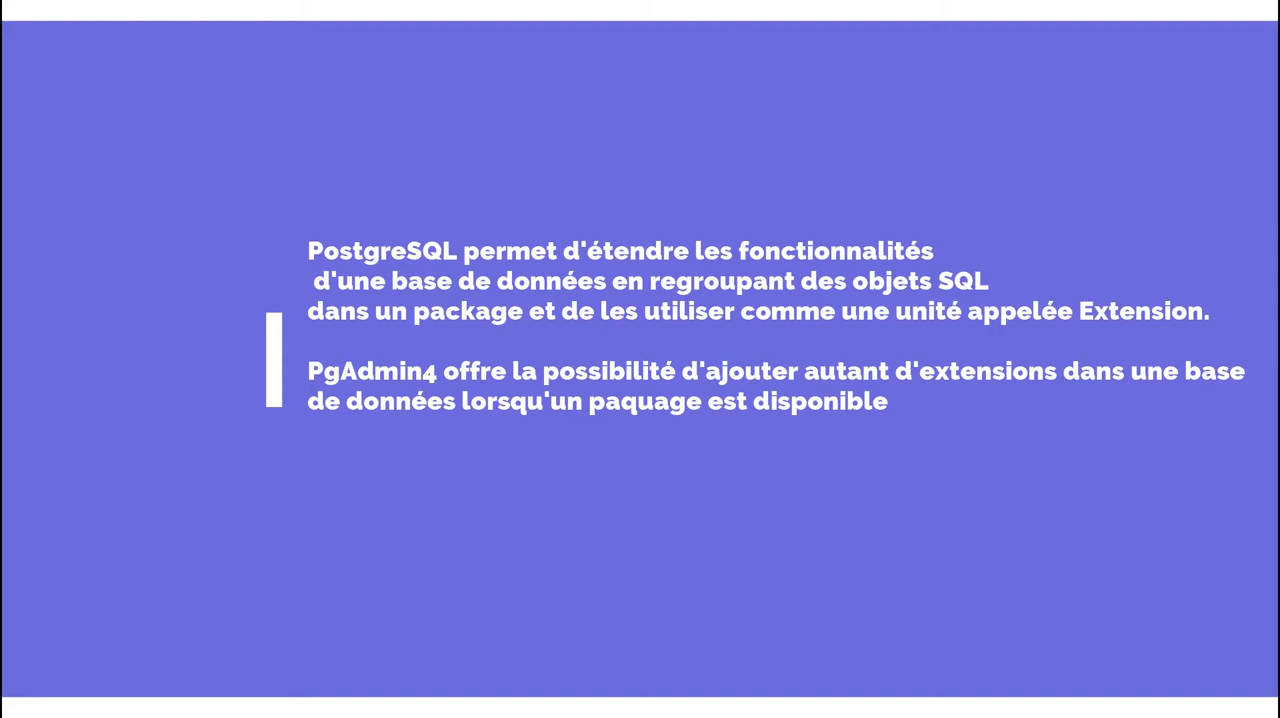 PostgreSQL permet d'étendre les fonctionnalités
d'une base de données en regroupant des objets SQL
dans un package et de les utiliser comme une unité appelée Extension.
PgAdmin4 offre la possibilité d'ajouter autant d'extensions dans une base
de données lorsqu'un paquage est disponible